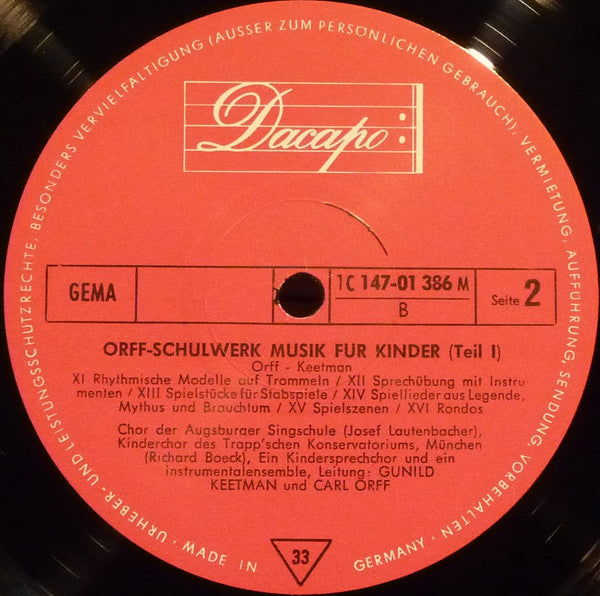 URHEBER- UND LEISTUNGSSCHUTZRECHTE, BESONDERS VERVIELFÄLTIGUNG (AUSSER ZUM PERSÖNLICHEN GEBRAUCH), VERMIETUNG, AUFFÜHRUNG, SENDUNG, VORBEHALTEN · MADE IN GERMANY ·
Dacapo
GEMA
1C 147-01 386 M
B
Seite 2
ORFF-SCHULWERK MUSIK FÜR KINDER (Teil I)
Orff - Keetman
XI Rhythmische Modelle auf Trommeln / XII Sprechübung mit Instru
menten / XIII Spielstücke für Stabspiele / XIV Spiellieder aus Legende,
Mythus und Brauchtum / XV Spielszenen / XVI Rondos
Chor der Augsburger Singschule (Josef Lautenbacher),
Kinderchor des Trapp'schen Konservatoriums, München
(Richard Boeck), Ein Kindersprechchor und ein
instrumentalensemble, Leitung: GUNILD
KEETMAN und CARL ORFF
33